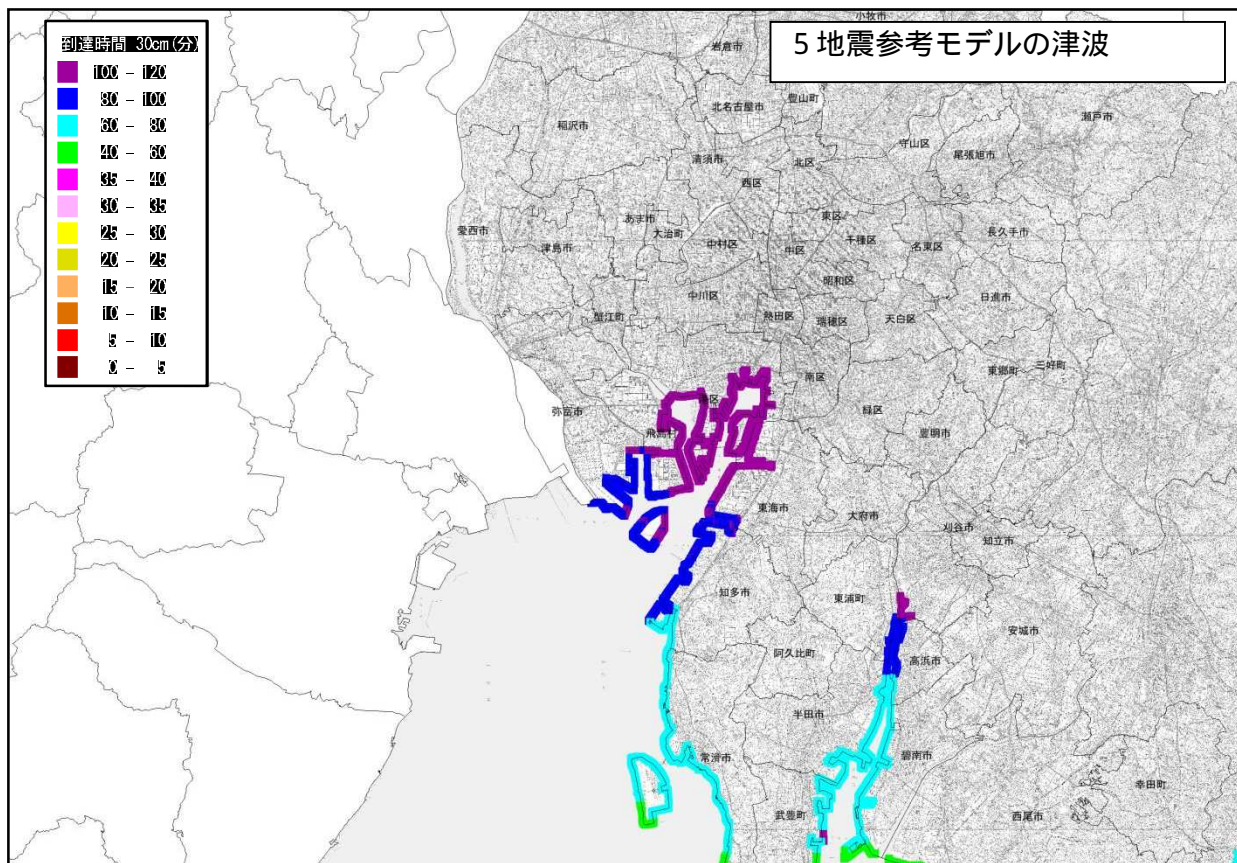 5 地震参考モデルの津波
到達時間 30cm(分)
100 - 120
80 - 100
60 - 80
40 - 60
35 - 40
30 - 35
25 - 30
20 - 25
15 - 20
10 - 15
5 - 10
0 - 5
小牧市
岩倉市
豊山町
北名古屋市
瀬戸市
稲沢市
守山区
清須市
北区
尾張旭市
西区
あま市
東区
愛西市
大治町
長久手市
津島市
中村区
中区
千種区
名東区
昭和区
中川区
日進市
蟹江町
熱田区
瑞穂区
天白区
東郷町
三好町
南区
港区
弥富市
緑区
飛島村
豊明市
東海市
大府市
刈谷市
知立市
知多市
東浦町
安城市
阿久比町
高浜市
半田市
常滑市
碧南市
幸田町
武豊町
西尾市